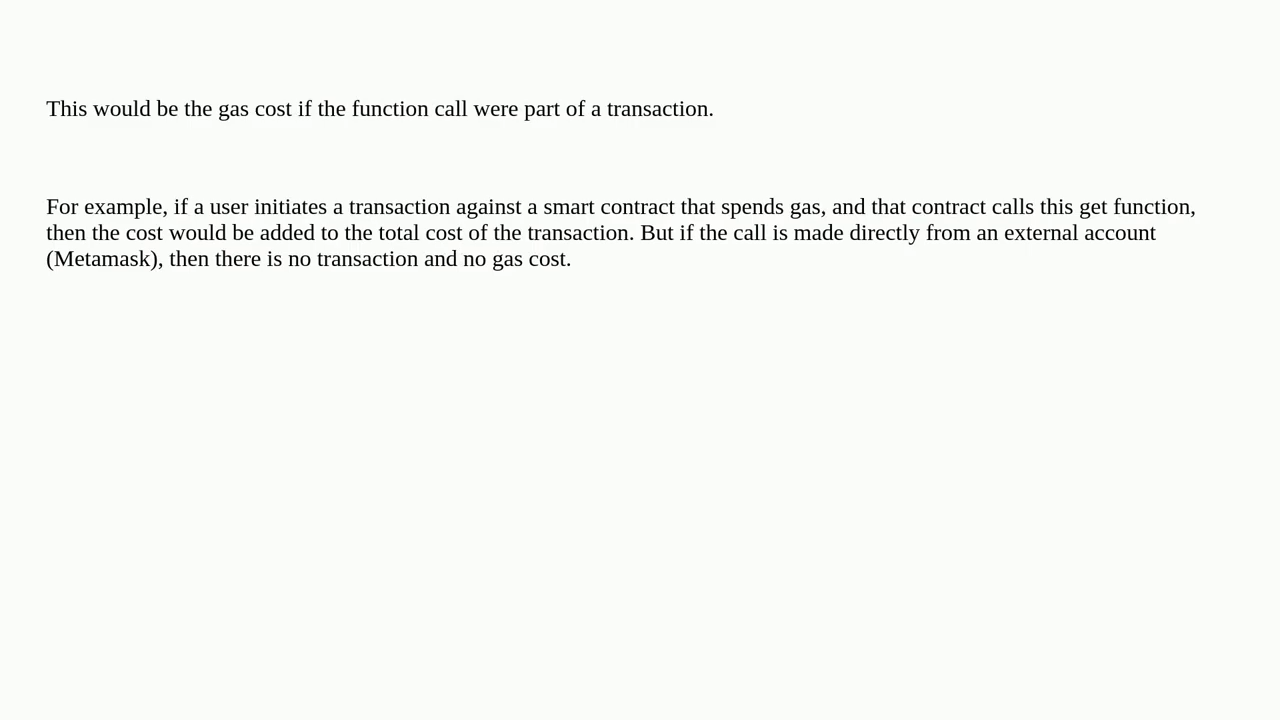 This would be the gas cost if the function call were part of a transaction.
For example, if a user initiates a transaction against a smart contract that spends gas, and that contract calls this get function,
then the cost would be added to the total cost of the transaction. But if the call is made directly from an external account
(Metamask), then there is no transaction and no gas cost.